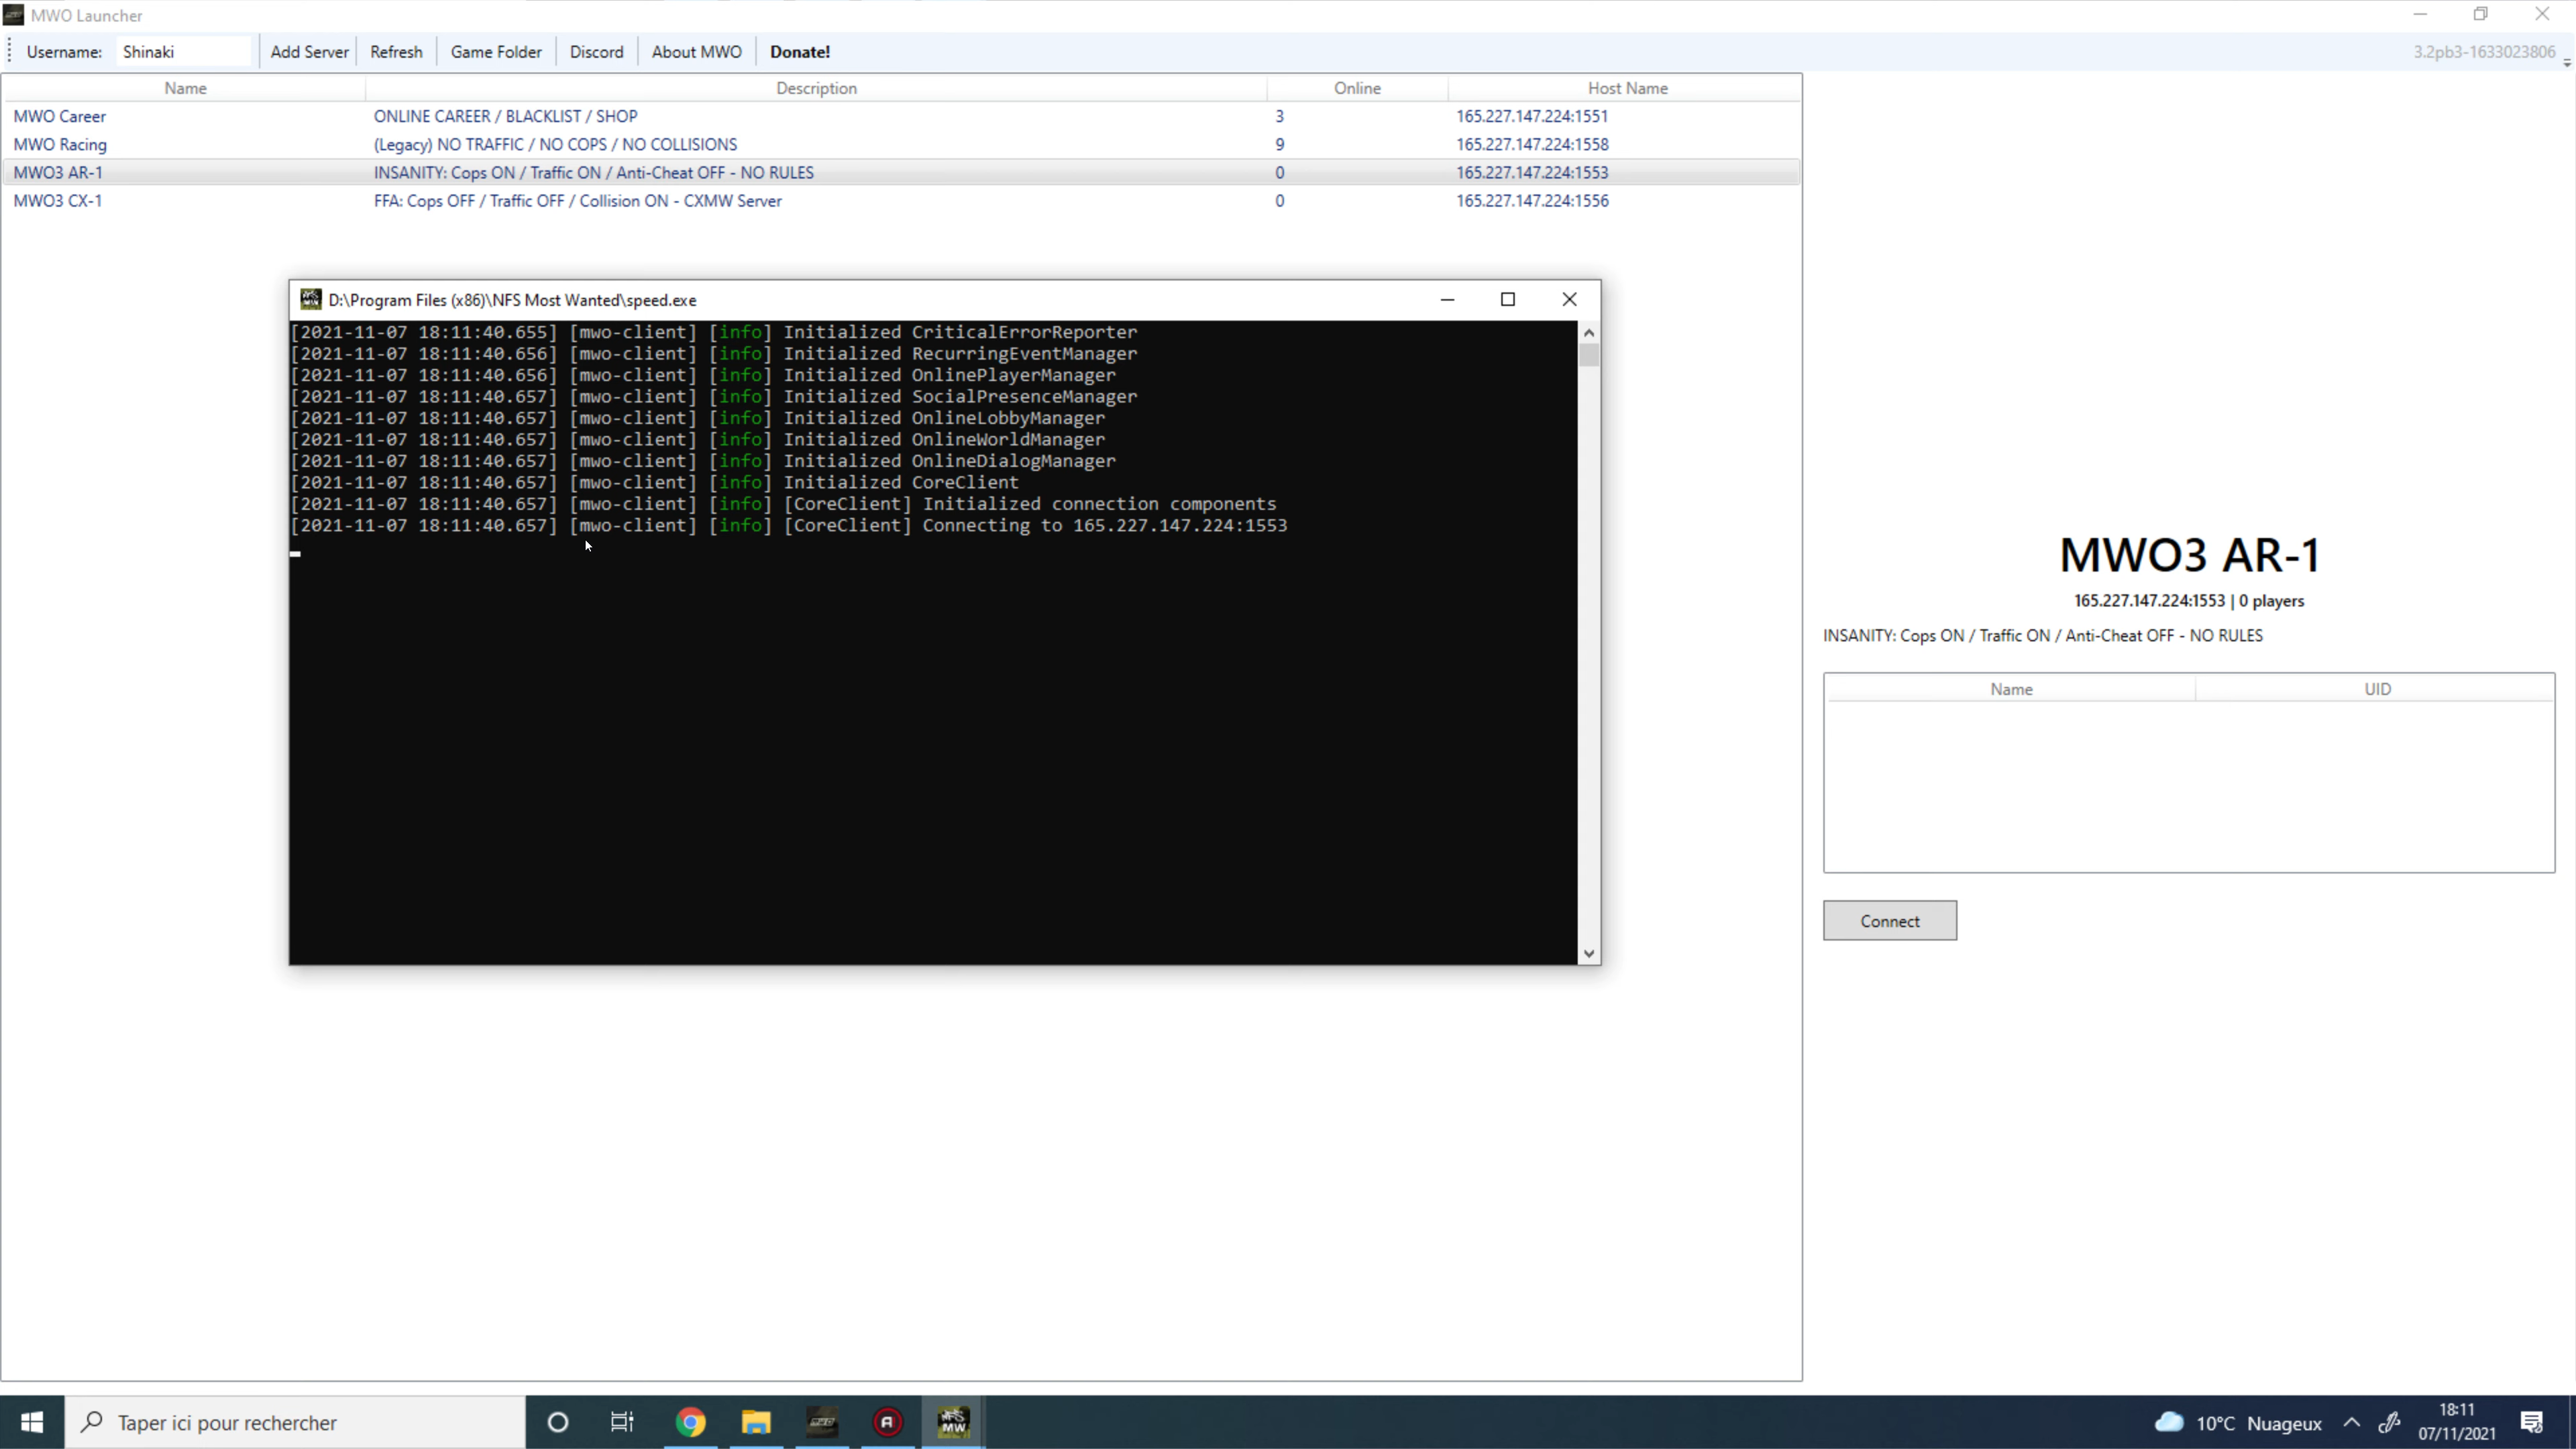 MWO Launcher
Username: Shinaki Add Server Refresh Game Folder Discord About MWO Donate! 3.2pb3-1633023806
Name Description Online Host Name
MWO Career ONLINE CAREER / BLACKLIST / SHOP 3 165.227.147.224:1551
MWO Racing (Legacy) NO TRAFFIC / NO COPS / NO COLLISIONS 9 165.227.147.224:1558
MWO3 AR-1 INSANITY: Cops ON / Traffic ON / Anti-Cheat OFF - NO RULES 0 165.227.147.224:1553
MWO3 CX-1 FFA: Cops OFF / Traffic OFF / Collision ON - CXMW Server 0 165.227.147.224:1556
D:\Program Files (x86)\NFS Most Wanted\speed.exe
[2021-11-07 18:11:40.655] [mwo-client] [info] Initialized CriticalErrorReporter
[2021-11-07 18:11:40.656] [mwo-client] [info] Initialized RecurringEventManager
[2021-11-07 18:11:40.656] [mwo-client] [info] Initialized OnlinePlayerManager
[2021-11-07 18:11:40.657] [mwo-client] [info] Initialized SocialPresenceManager
[2021-11-07 18:11:40.657] [mwo-client] [info] Initialized OnlineLobbyManager
[2021-11-07 18:11:40.657] [mwo-client] [info] Initialized OnlineWorldManager
[2021-11-07 18:11:40.657] [mwo-client] [info] Initialized OnlineDialogManager
[2021-11-07 18:11:40.657] [mwo-client] [info] Initialized CoreClient
[2021-11-07 18:11:40.657] [mwo-client] [info] [CoreClient] Initialized connection components
[2021-11-07 18:11:40.657] [mwo-client] [info] [CoreClient] Connecting to 165.227.147.224:1553
MWO3 AR-1
165.227.147.224:1553 | 0 players
INSANITY: Cops ON / Traffic ON / Anti-Cheat OFF - NO RULES
Name UID
Connect
Taper ici pour rechercher
10°C Nuageux
18:11
07/11/2021